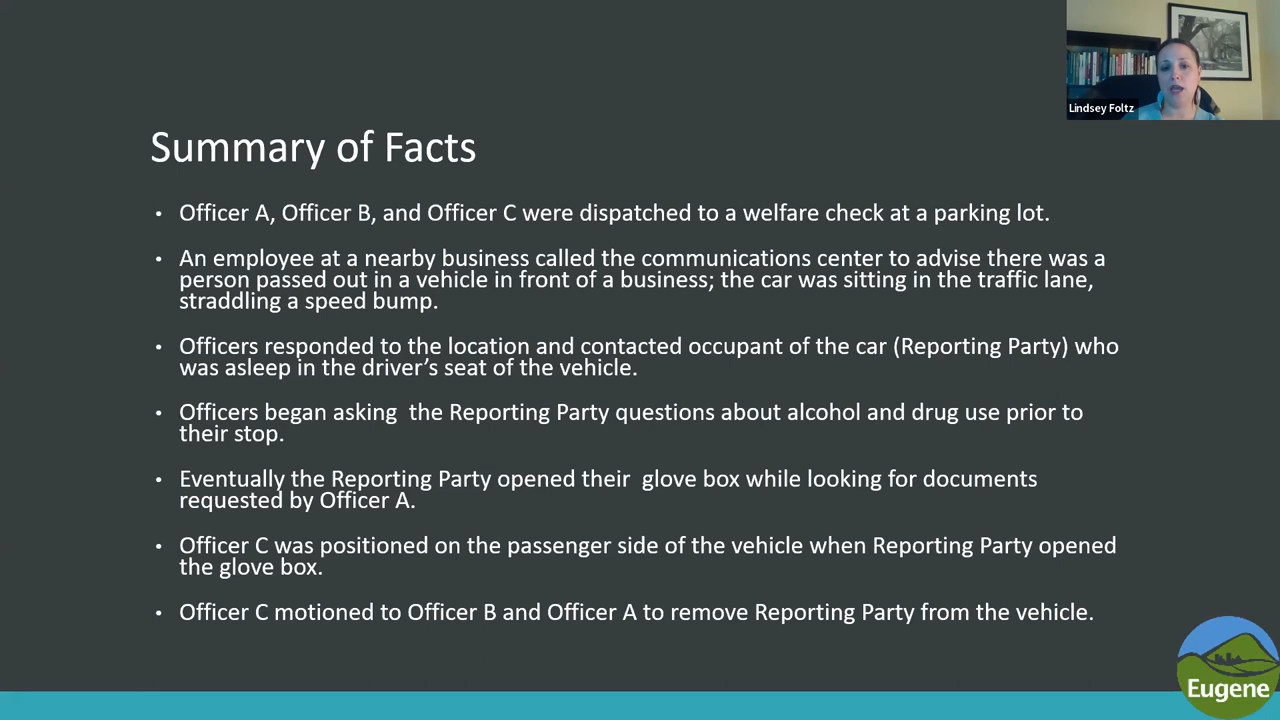 Lindsey Foltz
Summary of Facts
• Officer A, Officer B, and Officer C were dispatched to a welfare check at a parking lot.
• An employee at a nearby business called the communications center to advise there was a
person passed out in a vehicle in front of a business; the car was sitting in the traffic lane,
straddling a speed bump.
• Officers responded to the location and contacted occupant of the car (Reporting Party) who
was asleep in the driver’s seat of the vehicle.
• Officers began asking  the Reporting Party questions about alcohol and drug use prior to
their stop.
• Eventually the Reporting Party opened their  glove box while looking for documents
requested by Officer A.
• Officer C was positioned on the passenger side of the vehicle when Reporting Party opened
the glove box.
• Officer C motioned to Officer B and Officer A to remove Reporting Party from the vehicle.
Eugene